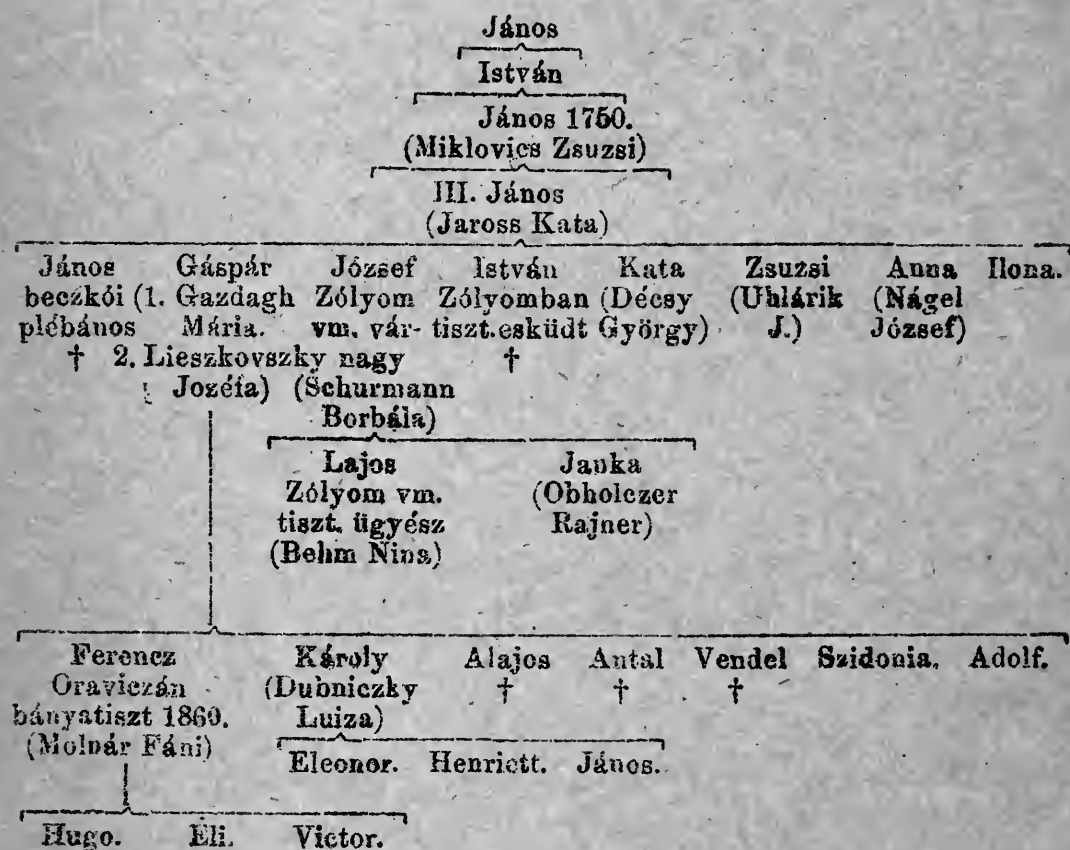 János
István
János 1750.
(Miklovics Zsuzsi)
III. János
(Jaross Kata)
János Gáspár József István Kata Zsuzsi Anna Ilona.
beczkói (1. Gazdagh Zólyom Zólyomban (Décsy (Uhlárik (Nágel
plébános Mária. vm. vár- tiszt. esküdt György) J.) József)
† 2. Lieszkovszky nagy †
Jozéfa) (Schurmann
Borbála)
Lajos Janka
Zólyom vm. (Obholczer
tiszt. ügyész Rajner)
(Behm Nina)
Ferencz Károly Alajos Antal Vendel Szidonia. Adolf.
Oraviczán (Dubniczky † † †
bányatiszt 1860. Luiza)
(Molnár Fáni)
Eleonor. Henriett. János.
Hugo. Éli. Victor.